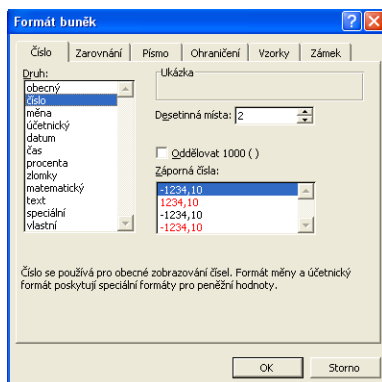 Formát buněk
Číslo Zarovnání Písmo Ohraničení Vzorky Zámek
Druh:
obecný
číslo
měna
účetnický
datum
čas
procenta
zlomky
matematický
text
speciální
vlastní
Ukázka
Desetinná místa: 2
Oddělovat 1000 ( )
Záporná čísla:
-1234,10
1234,10
-1234,10
-1234,10
Číslo se používá pro obecné zobrazování čísel. Formát měny a účetnický
formát poskytují speciální formáty pro peněžní hodnoty.
OK Storno